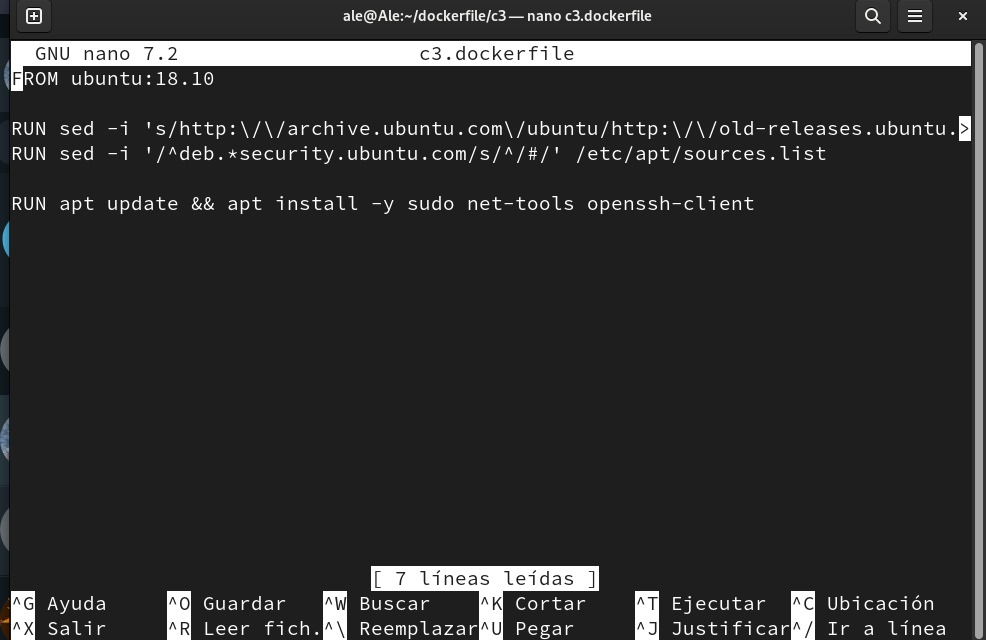 ale@Ale:~/dockerfile/c3 — nano c3.dockerfile
GNU nano 7.2 c3.dockerfile
FROM ubuntu:18.10
RUN sed -i 's/http:\/\/archive.ubuntu.com\/ubuntu/http:\/\/old-releases.ubuntu.>
RUN sed -i '/^deb.*security.ubuntu.com/s/^/#/' /etc/apt/sources.list
RUN apt update && apt install -y sudo net-tools openssh-client
[ 7 líneas leídas ]
^G Ayuda ^O Guardar ^W Buscar ^K Cortar ^T Ejecutar ^C Ubicación
^X Salir ^R Leer fich. ^\ Reemplazar ^U Pegar ^J Justificar ^/ Ir a línea